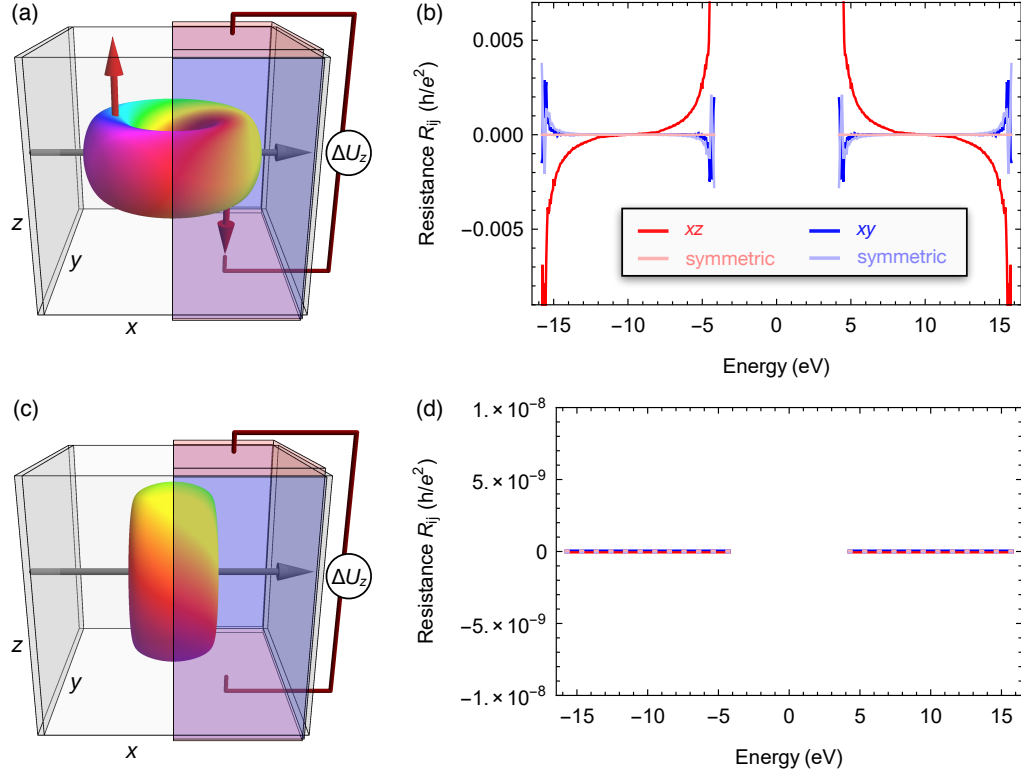 (a)
ΔU_z
z
y
x
(b)
Resistance R_ij (h/e²)
0.005
0.000
−0.005
xz
xy
symmetric
symmetric
−15 −10 −5 0 5 10 15
Energy (eV)
(c)
ΔU_z
z
y
x
(d)
Resistance R_ij (h/e²)
1.×10⁻⁸
5.×10⁻⁹
0
−5.×10⁻⁹
−1.×10⁻⁸
−15 −10 −5 0 5 10 15
Energy (eV)